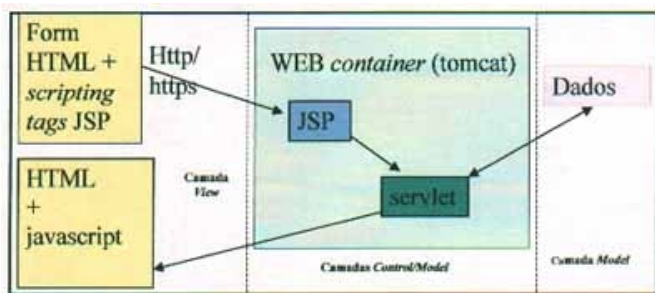 Form
HTML +
scripting
tags JSP
Http/
https
WEB container (tomcat)
JSP
servlet
Dados
HTML
+
javascript
Camada
View
Camadas Control/Model
Camada Model